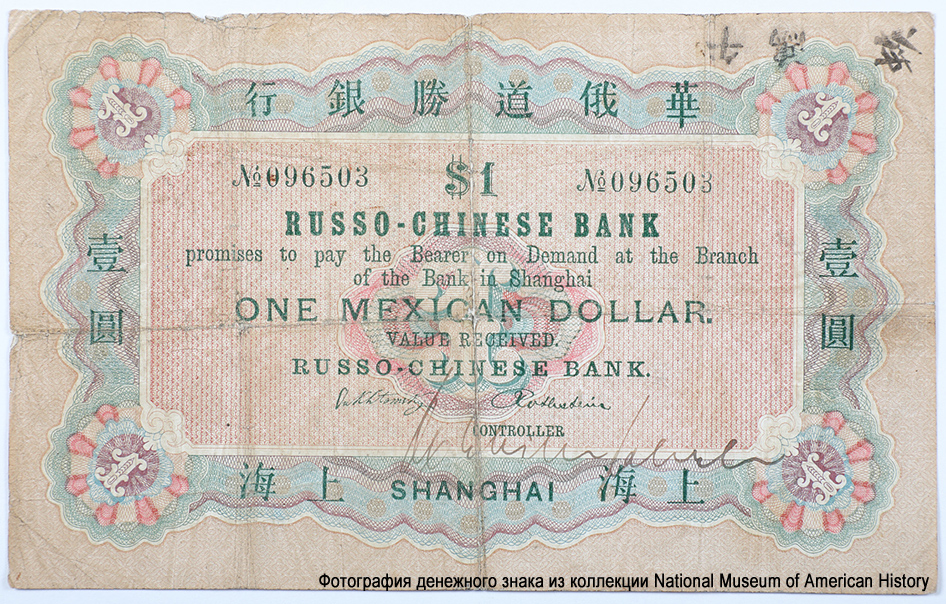 行銀勝道俄華
№096503 $1 №096503
RUSSO-CHINESE BANK
promises to pay the Bearer on Demand at the Branch
of the Bank in Shanghai
ONE MEXICAN DOLLAR.
VALUE RECEIVED.
RUSSO-CHINESE BANK.
Rothstein
CONTROLLER
壹圓
壹圓
海上 SHANGHAI 海上
Фотография денежного знака из коллекции National Museum of American History